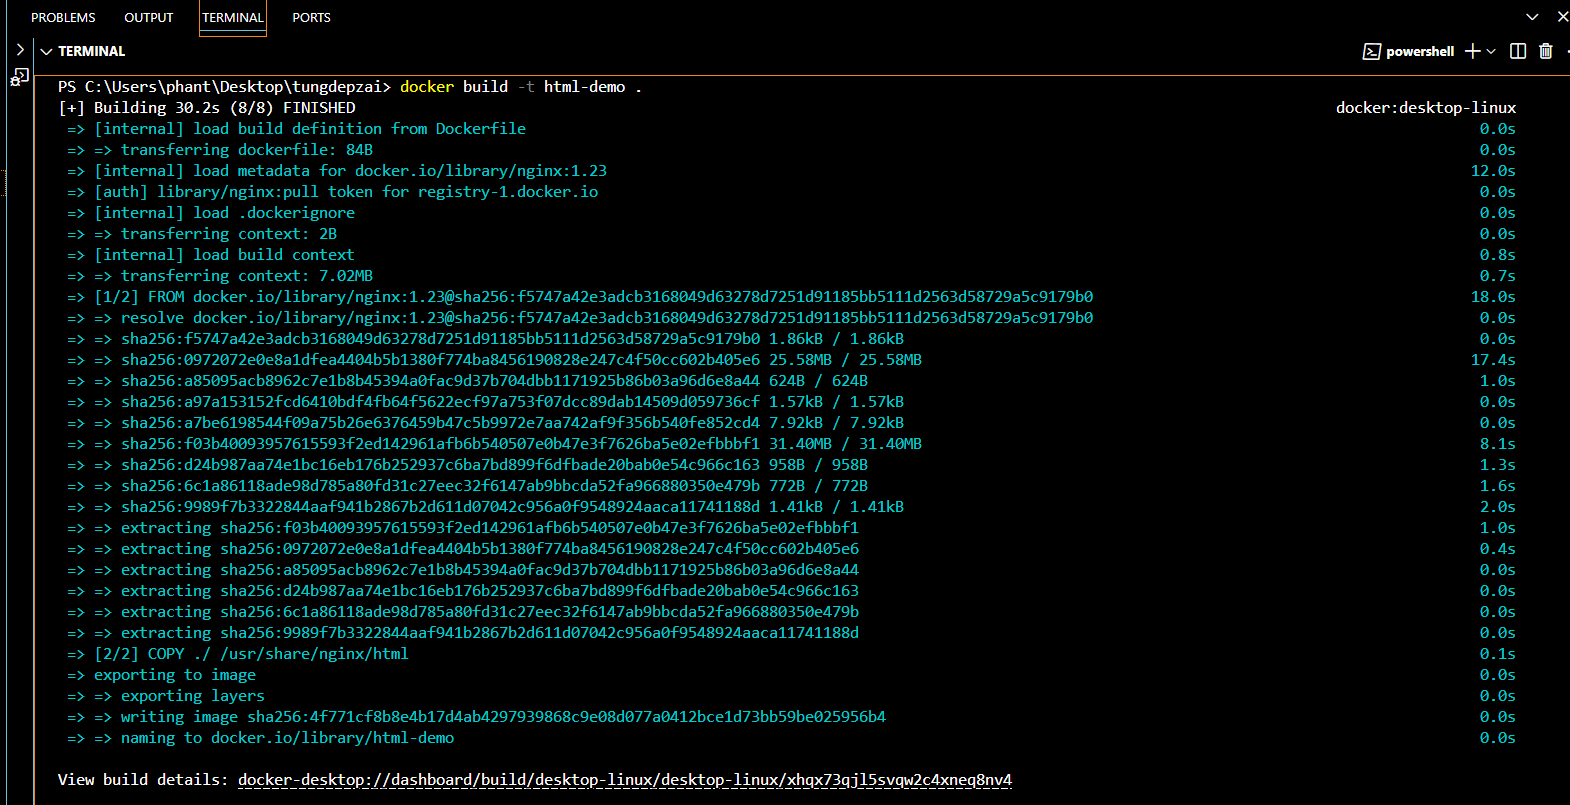 PROBLEMS OUTPUT TERMINAL PORTS
TERMINAL powershell
PS C:\Users\phant\Desktop\tungdepzai> docker build -t html-demo .
[+] Building 30.2s (8/8) FINISHED docker:desktop-linux
=> [internal] load build definition from Dockerfile 0.0s
=> => transferring dockerfile: 84B 0.0s
=> [internal] load metadata for docker.io/library/nginx:1.23 12.0s
=> [auth] library/nginx:pull token for registry-1.docker.io 0.0s
=> [internal] load .dockerignore 0.0s
=> => transferring context: 2B 0.0s
=> [internal] load build context 0.8s
=> => transferring context: 7.02MB 0.7s
=> [1/2] FROM docker.io/library/nginx:1.23@sha256:f5747a42e3adcb3168049d63278d7251d91185bb5111d2563d58729a5c9179b0 18.0s
=> => resolve docker.io/library/nginx:1.23@sha256:f5747a42e3adcb3168049d63278d7251d91185bb5111d2563d58729a5c9179b0 0.0s
=> => sha256:f5747a42e3adcb3168049d63278d7251d91185bb5111d2563d58729a5c9179b0 1.86kB / 1.86kB 0.0s
=> => sha256:0972072e0e8a1dfea4404b5b1380f774ba8456190828e247c4f50cc602b405e6 25.58MB / 25.58MB 17.4s
=> => sha256:a85095acb8962c7e1b8b45394a0fac9d37b704dbb1171925b86b03a96d6e8a44 624B / 624B 1.0s
=> => sha256:a97a153152fcd6410bdf4fb64f5622ecf97a753f07dcc89dab14509d059736cf 1.57kB / 1.57kB 0.0s
=> => sha256:a7be6198544f09a75b26e6376459b47c5b9972e7aa742af9f356b540fe852cd4 7.92kB / 7.92kB 0.0s
=> => sha256:f03b40093957615593f2ed142961afb6b540507e0b47e3f7626ba5e02efbbbf1 31.40MB / 31.40MB 8.1s
=> => sha256:d24b987aa74e1bc16eb176b252937c6ba7bd899f6dfbade20bab0e54c966c163 958B / 958B 1.3s
=> => sha256:6c1a86118ade98d785a80fd31c27eec32f6147ab9bbcda52fa966880350e479b 772B / 772B 1.6s
=> => sha256:9989f7b3322844aaf941b2867b2d611d07042c956a0f9548924aaca11741188d 1.41kB / 1.41kB 2.0s
=> => extracting sha256:f03b40093957615593f2ed142961afb6b540507e0b47e3f7626ba5e02efbbbf1 1.0s
=> => extracting sha256:0972072e0e8a1dfea4404b5b1380f774ba8456190828e247c4f50cc602b405e6 0.4s
=> => extracting sha256:a85095acb8962c7e1b8b45394a0fac9d37b704dbb1171925b86b03a96d6e8a44 0.0s
=> => extracting sha256:d24b987aa74e1bc16eb176b252937c6ba7bd899f6dfbade20bab0e54c966c163 0.0s
=> => extracting sha256:6c1a86118ade98d785a80fd31c27eec32f6147ab9bbcda52fa966880350e479b 0.0s
=> => extracting sha256:9989f7b3322844aaf941b2867b2d611d07042c956a0f9548924aaca11741188d 0.0s
=> [2/2] COPY ./ /usr/share/nginx/html 0.1s
=> exporting to image 0.0s
=> => exporting layers 0.0s
=> => writing image sha256:4f771cf8b8e4b17d4ab4297939868c9e08d077a0412bce1d73bb59be025956b4 0.0s
=> => naming to docker.io/library/html-demo 0.0s
View build details: docker-desktop://dashboard/build/desktop-linux/desktop-linux/xhqx73qjl5svqw2c4xneq8nv4